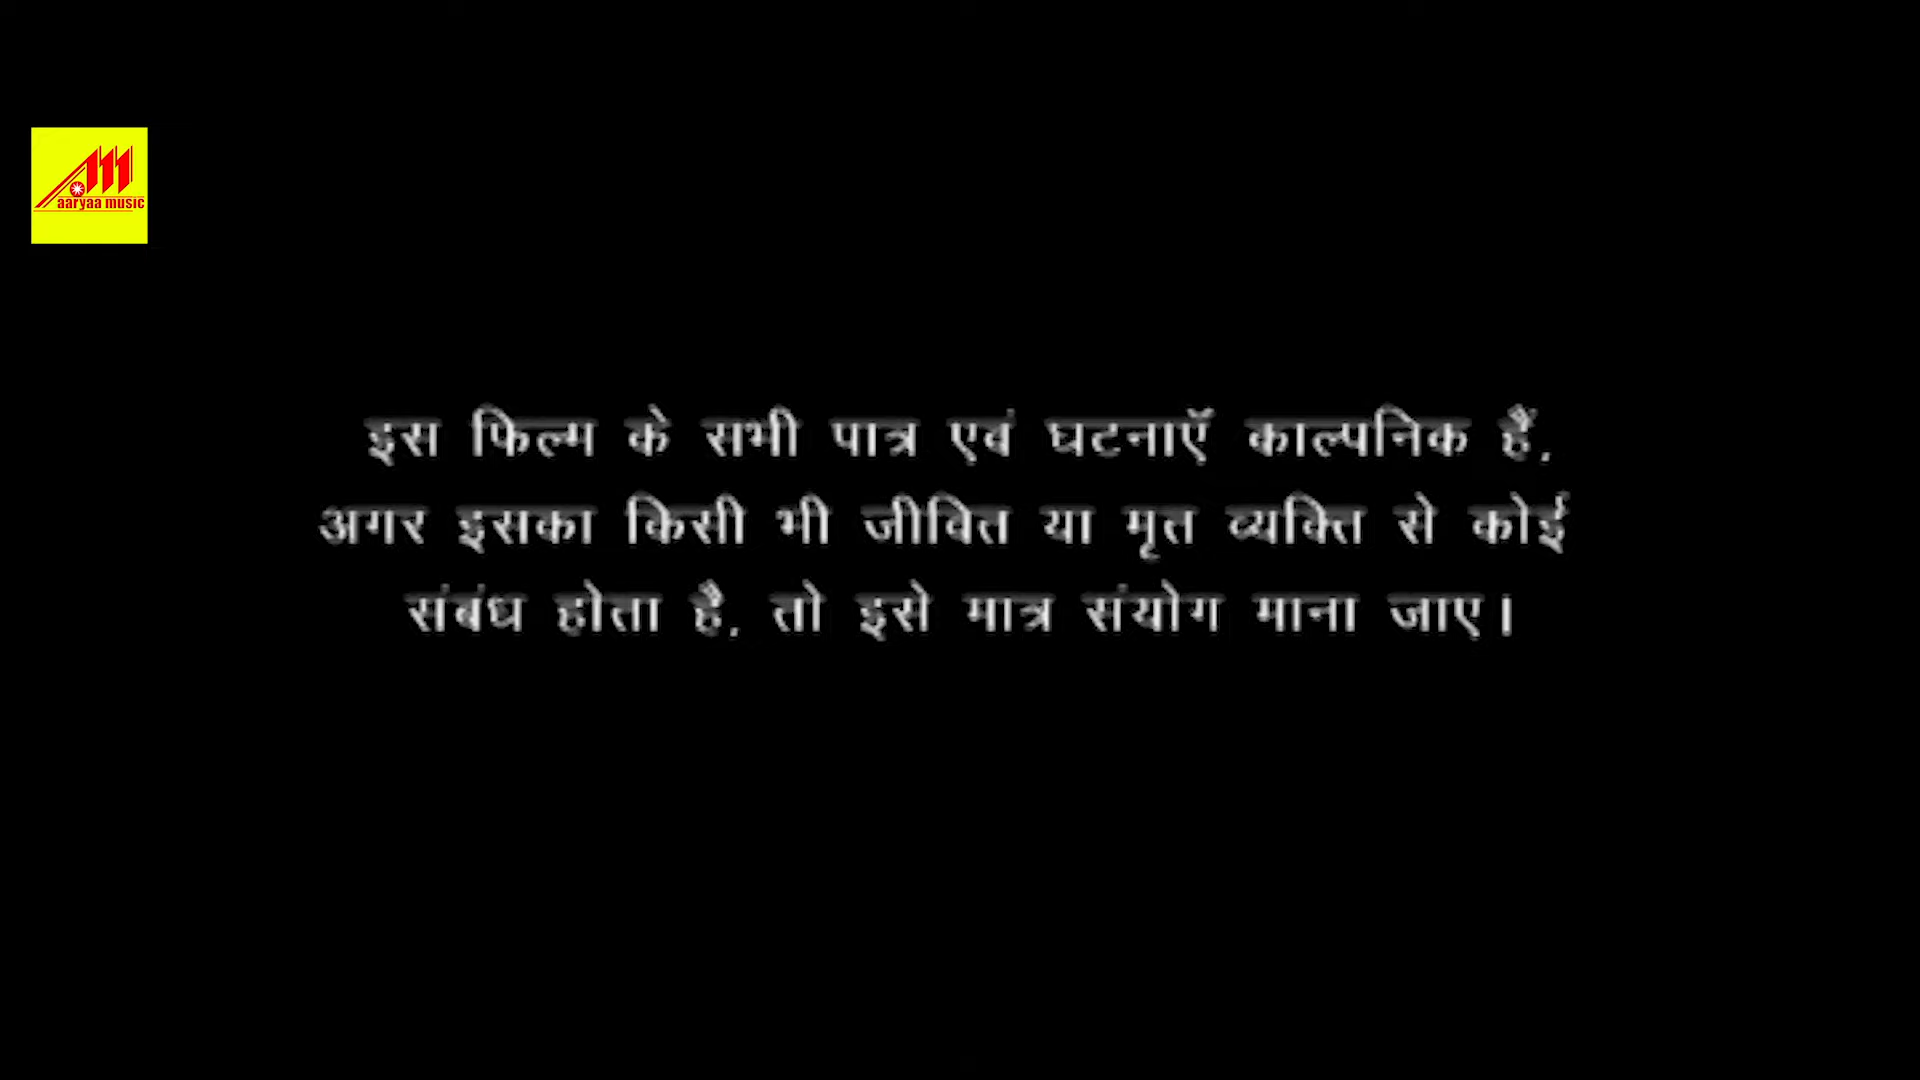 aaryaa music
इस फिल्म के सभी पात्र एवं घटनाएँ काल्पनिक हैं,
अगर इसका किसी भी जीवित या मृत व्यक्ति से कोई
संबंध होता है, तो इसे मात्र संयोग माना जाए।